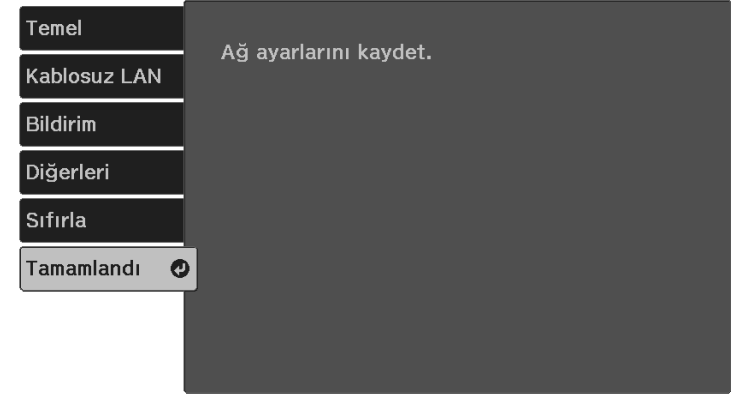 Temel
Kablosuz LAN
Bildirim
Diğerleri
Sıfırla
Tamamlandı
Ağ ayarlarını kaydet.